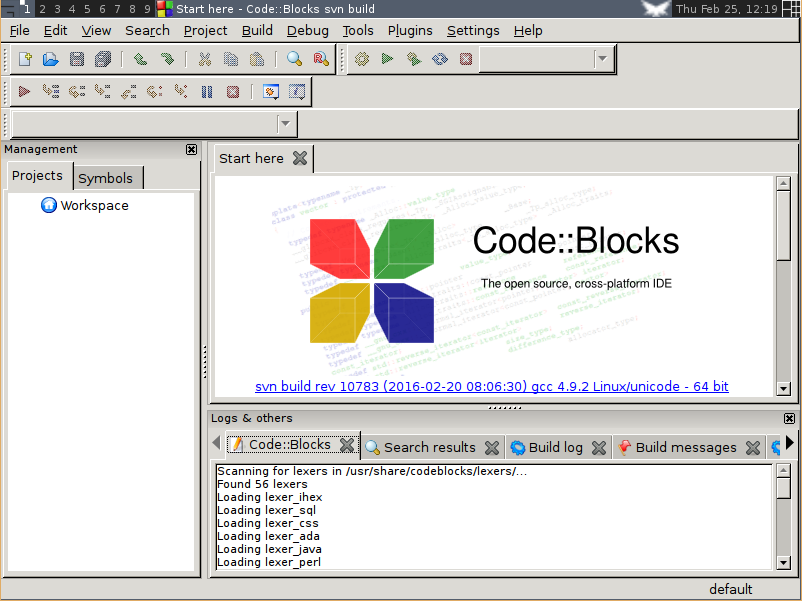 1 2 3 4 5 6 7 8 9 Start here - Code::Blocks svn build Thu Feb 25, 12:19
File Edit View Search Project Build Debug Tools Plugins Settings Help
Management
Projects Symbols
Workspace
Start here
Code::Blocks
The open source, cross-platform IDE
svn build rev 10783 (2016-02-20 08:06:30) gcc 4.9.2 Linux/unicode - 64 bit
Logs & others
Code::Blocks Search results Build log Build messages
Scanning for lexers in /usr/share/codeblocks/lexers/...
Found 56 lexers
Loading lexer_ihex
Loading lexer_sql
Loading lexer_css
Loading lexer_ada
Loading lexer_java
Loading lexer_perl
default